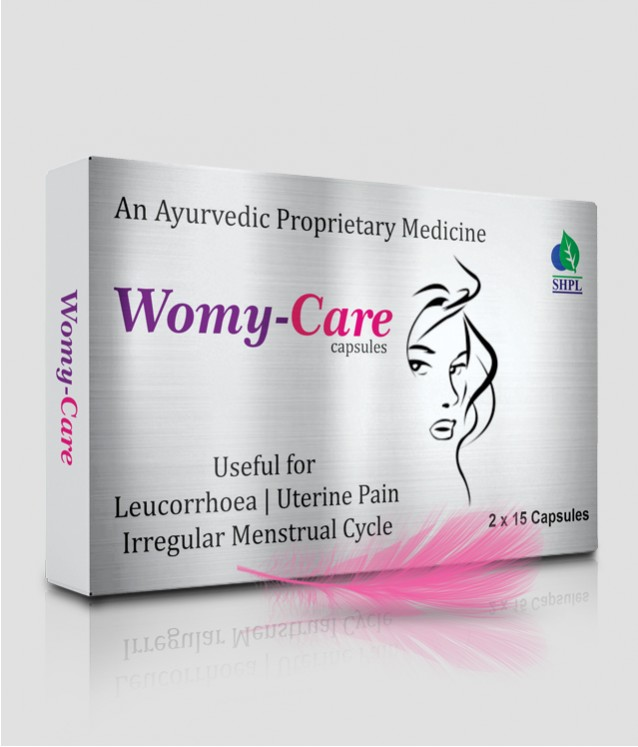 An Ayurvedic Proprietary Medicine
SHPL
Womy-Care
capsules
Womy-Care
Useful for
Leucorrhoea | Uterine Pain
Irregular Menstrual Cycle
2 x 15 Capsules